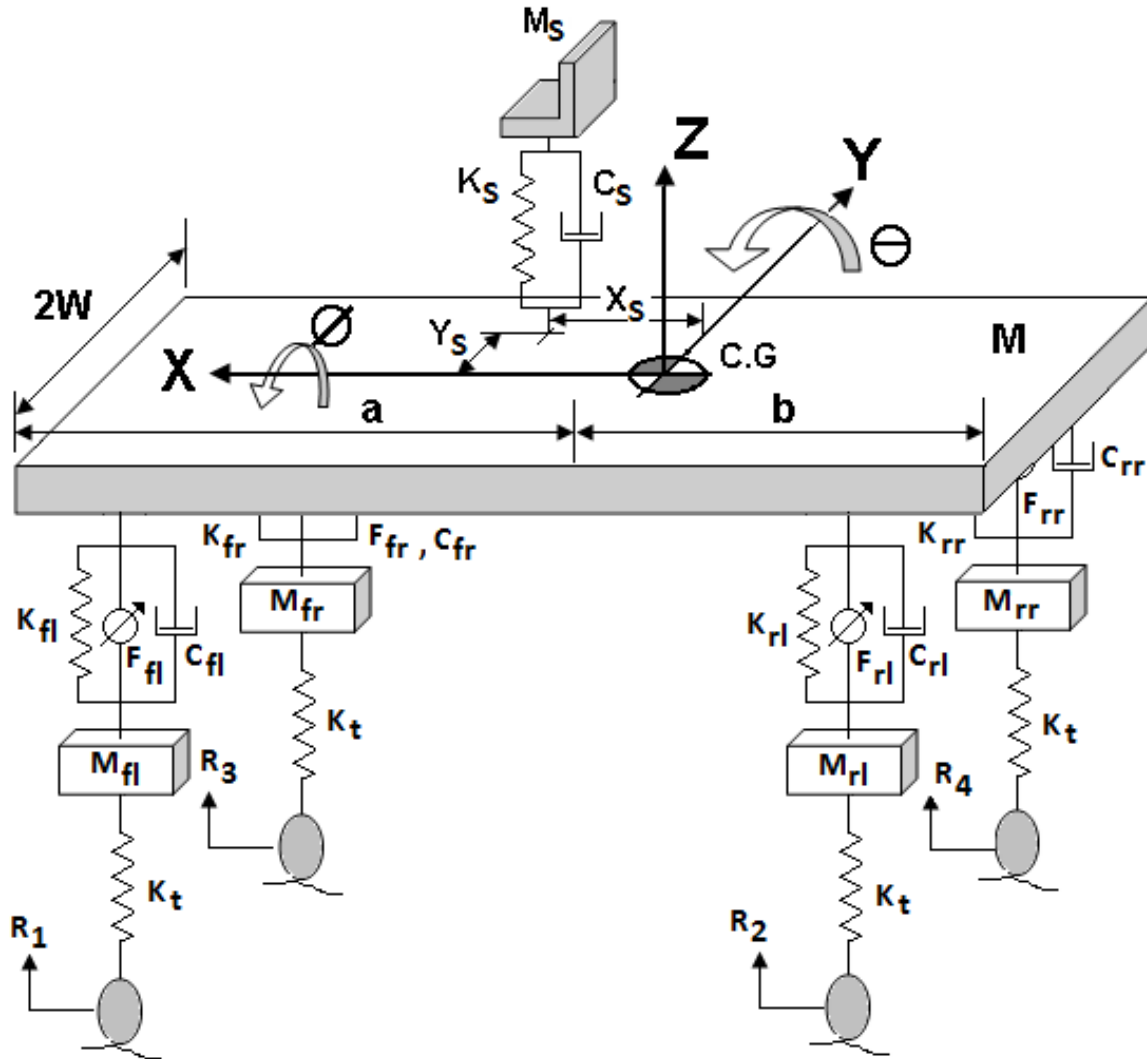 M_S
K_S
C_S
Z
Y
Θ
2W
X_S
Ø
Y_S
M
X
C.G
a
b
C_rr
F_rr
K_fr
F_fr , C_fr
K_rr
M_fr
M_rr
K_fl
F_fl
C_fl
K_rl
F_rl
C_rl
K_t
K_t
M_fl
R_3
M_rl
R_4
K_t
K_t
R_1
R_2